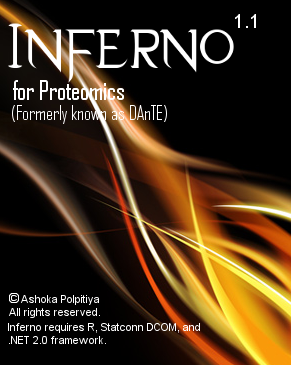 INFERNO 1.1
for Proteomics
(Formerly known as DAnTE)
©Ashoka Polpitiya
All rights reserved.
Inferno requires R, Statconn DCOM, and
.NET 2.0 framework.